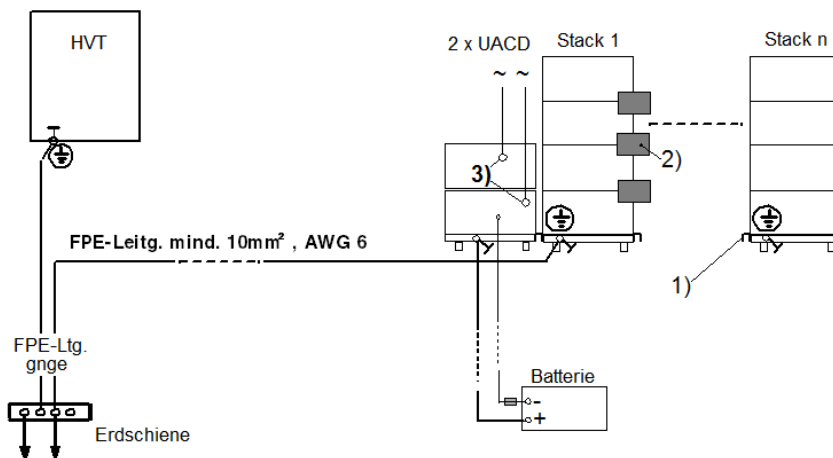 HVT
2 x UACD
Stack 1
Stack n
~ ~
3)
2)
FPE-Leitg. mind. 10mm² , AWG 6
1)
FPE-Ltg.
gnge
Batterie
-
+
Erdschiene